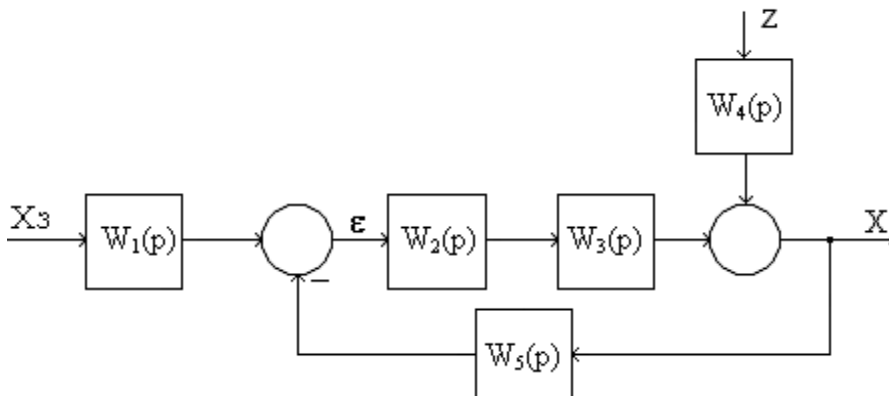 Z
W₄(p)
X₃
W₁(p)
ε
W₂(p)
W₃(p)
X
–
W₅(p)